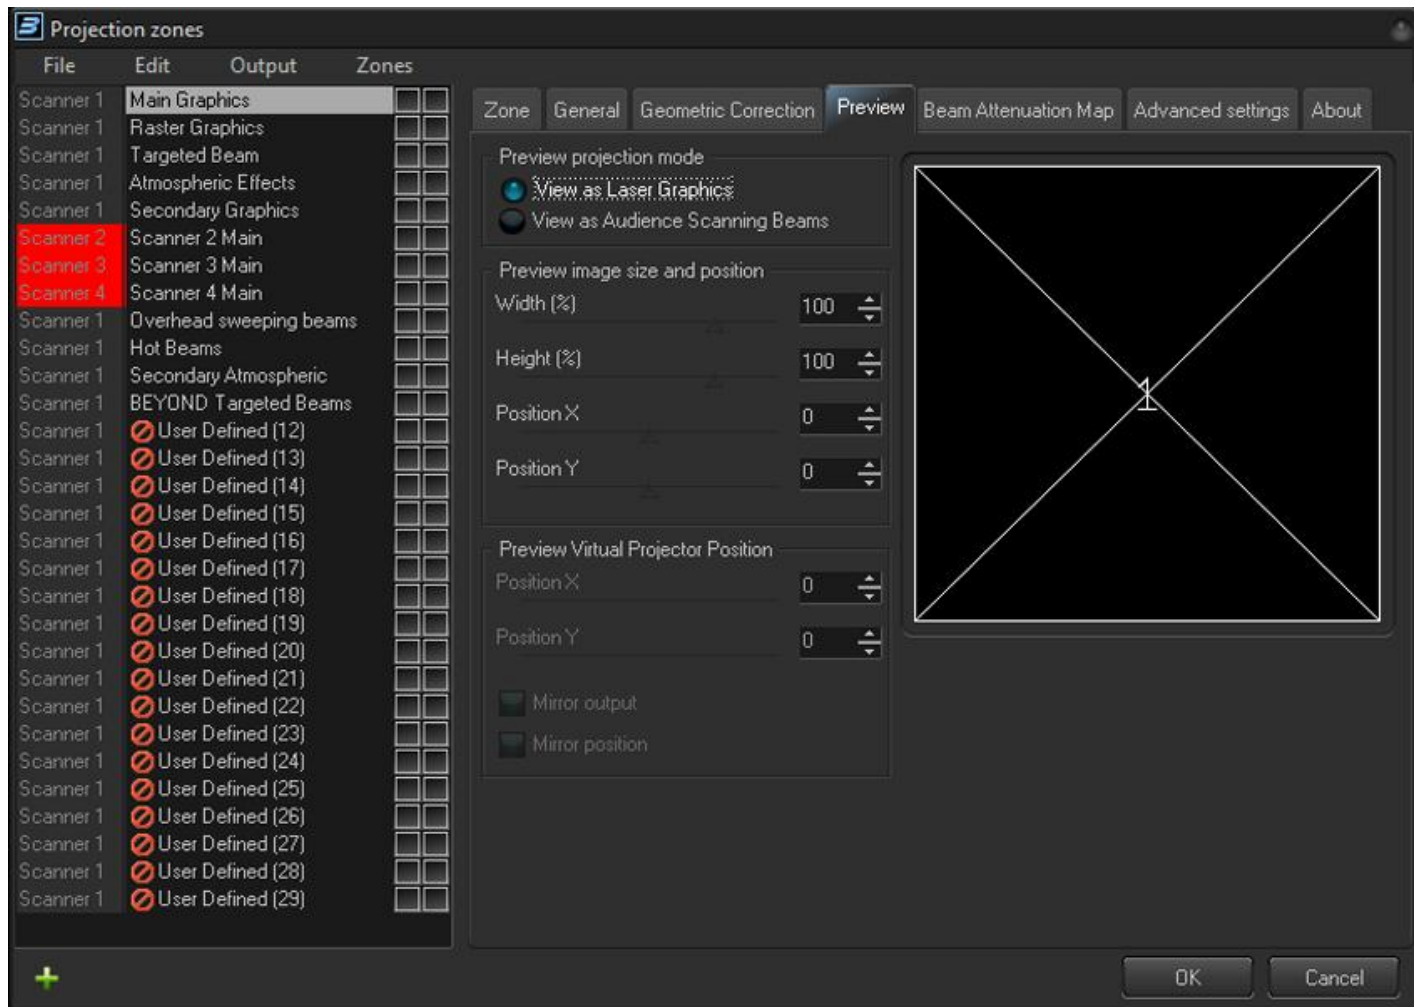 Projection zones
File Edit Output Zones
Scanner 1 Main Graphics
Scanner 1 Raster Graphics
Scanner 1 Targeted Beam
Scanner 1 Atmospheric Effects
Scanner 1 Secondary Graphics
Scanner 2 Scanner 2 Main
Scanner 3 Scanner 3 Main
Scanner 4 Scanner 4 Main
Scanner 1 Overhead sweeping beams
Scanner 1 Hot Beams
Scanner 1 Secondary Atmospheric
Scanner 1 BEYOND Targeted Beams
Scanner 1 User Defined (12)
Scanner 1 User Defined (13)
Scanner 1 User Defined (14)
Scanner 1 User Defined (15)
Scanner 1 User Defined (16)
Scanner 1 User Defined (17)
Scanner 1 User Defined (18)
Scanner 1 User Defined (19)
Scanner 1 User Defined (20)
Scanner 1 User Defined (21)
Scanner 1 User Defined (22)
Scanner 1 User Defined (23)
Scanner 1 User Defined (24)
Scanner 1 User Defined (25)
Scanner 1 User Defined (26)
Scanner 1 User Defined (27)
Scanner 1 User Defined (28)
Scanner 1 User Defined (29)
Zone General Geometric Correction Preview Beam Attenuation Map Advanced settings About
Preview projection mode
View as Laser Graphics
View as Audience Scanning Beams
Preview image size and position
Width (%) 100
Height (%) 100
Position X 0
Position Y 0
Preview Virtual Projector Position
Position X 0
Position Y 0
Mirror output
Mirror position
1
OK Cancel